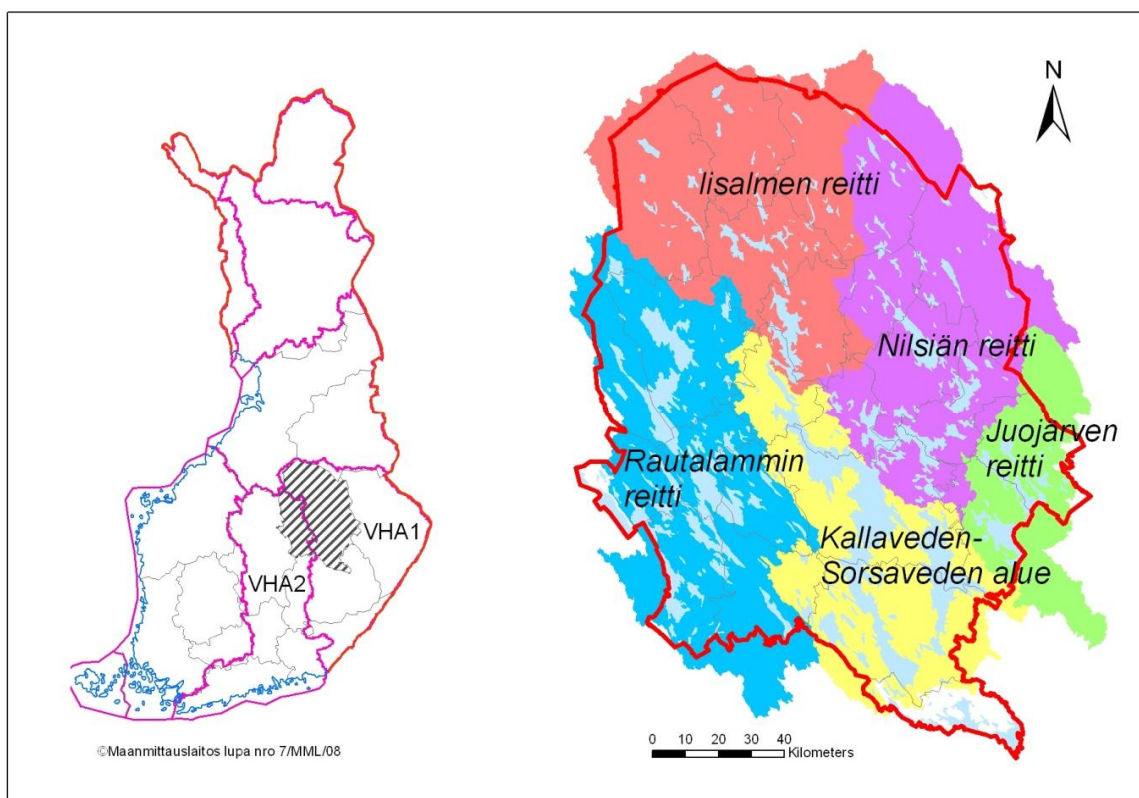 VHA1
VHA2
©Maanmittauslaitos lupa nro 7/MML/08
N
Iisalmen reitti
Nilsiän reitti
Juojärven
reitti
Rautalammin
reitti
Kallaveden-
Sorsaveden alue
0 10 20 30 40
Kilometers